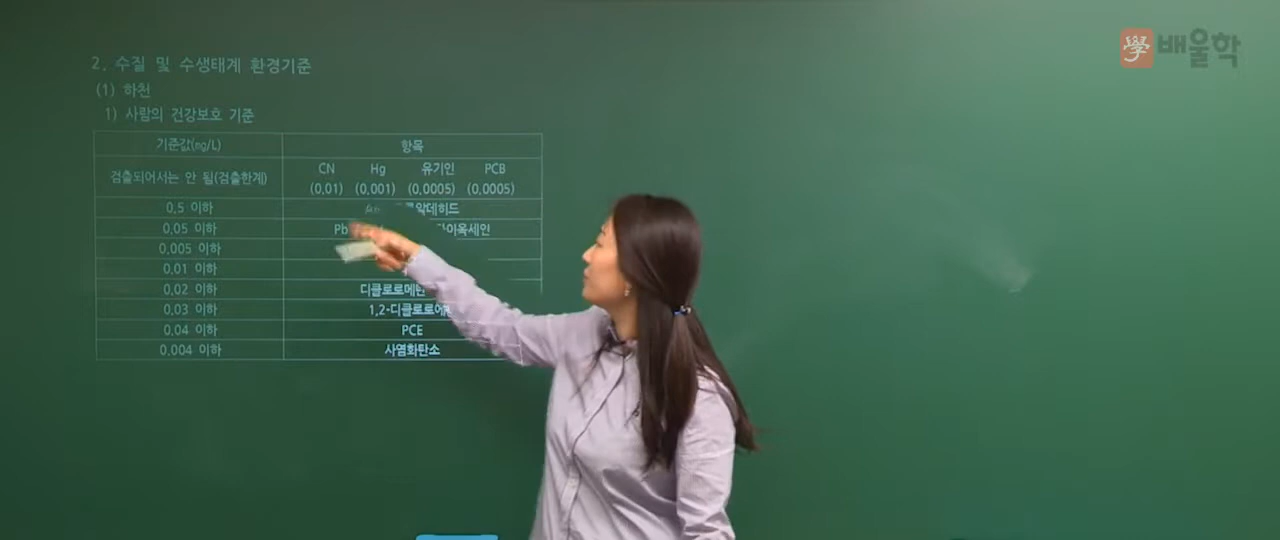 學 배울학
2. 수질 및 수생태계 환경기준
(1) 하천
1) 사람의 건강보호 기준
기준값(mg/L) 항목
검출되어서는 안 됨(검출한계) CN Hg 유기인 PCB
(0.01) (0.001) (0.0005) (0.0005)
0.5 이하 알데히드
0.05 이하 Pb
0.005 이하
0.01 이하
0.02 이하 디클로로메탄
0.03 이하 1,2-디클로로에
0.04 이하 PCE
0.004 이하 사염화탄소